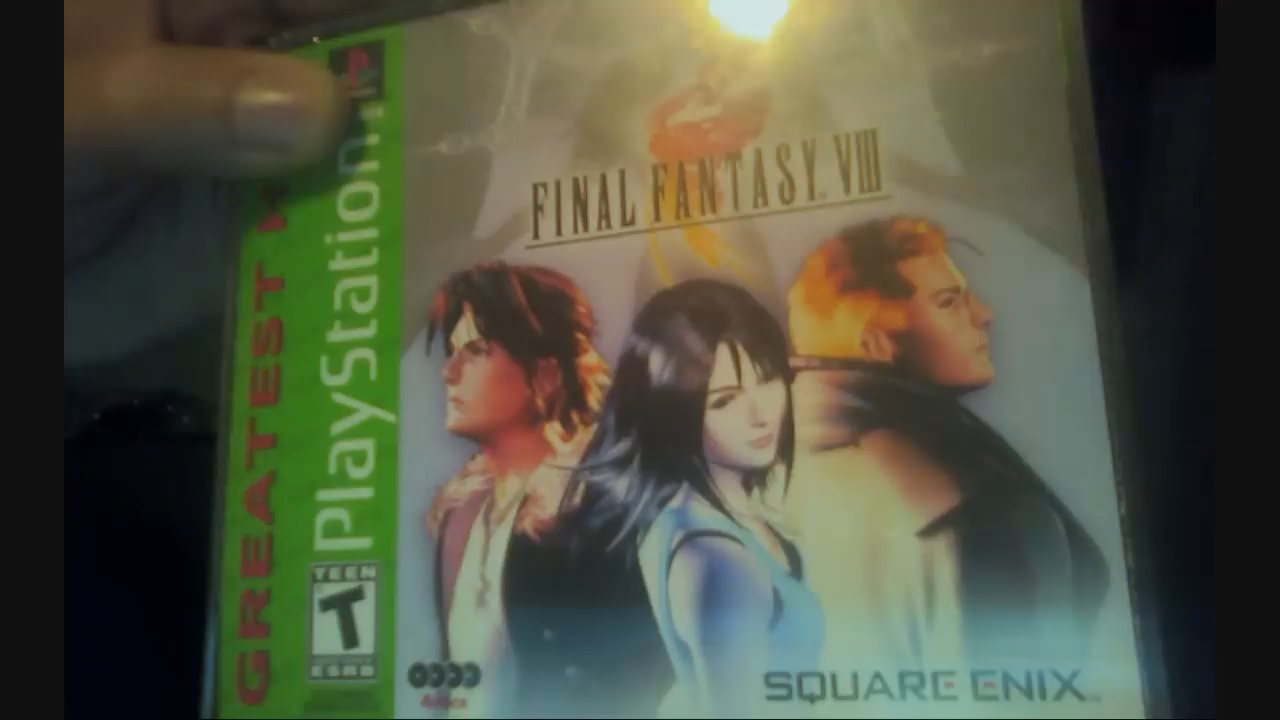 GREATEST
PlayStation
FINAL FANTASY VIII
TEEN
T
ESRB
SQUARE ENIX